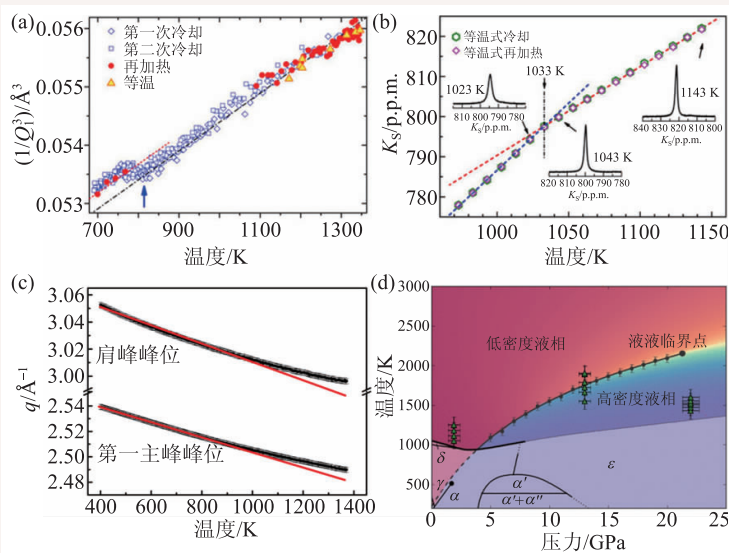 (a)
0.056
0.055
0.054
0.053
(1/Q₁³)/Å³
第一次冷却
第二次冷却
再加热
等温
700 800 900 1000 1100 1200 1300
温度/K
(b)
820
810
800
790
780
K_S/p.p.m.
等温式冷却
等温式再加热
1023 K
810 800 790 780
K_S/p.p.m.
1033 K
1143 K
840 830 820 810 800
K_S/p.p.m.
1043 K
820 810 800 790 780
K_S/p.p.m.
1000 1050 1100 1150
温度/K
(c)
3.06
3.04
3.02
3.00
2.54
2.52
2.50
2.48
q/Å⁻¹
肩峰峰位
第一主峰峰位
400 600 800 1000 1200 1400
温度/K
(d)
3000
2500
2000
1500
1000
500
温度/K
低密度液相
液液临界点
高密度液相
δ
γ
α
α′
α′+α″
ε
0 5 10 15 20 25
压力/GPa